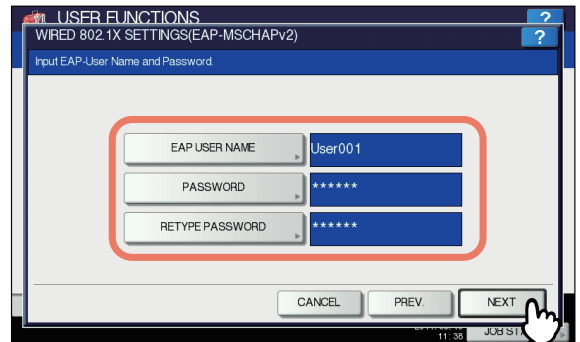 USER FUNCTIONS ?
WIRED 802.1X SETTINGS(EAP-MSCHAPv2) ?
Input EAP-User Name and Password.
EAP USER NAME User001
PASSWORD ******
RETYPE PASSWORD ******
CANCEL PREV. NEXT
11:38 JOB